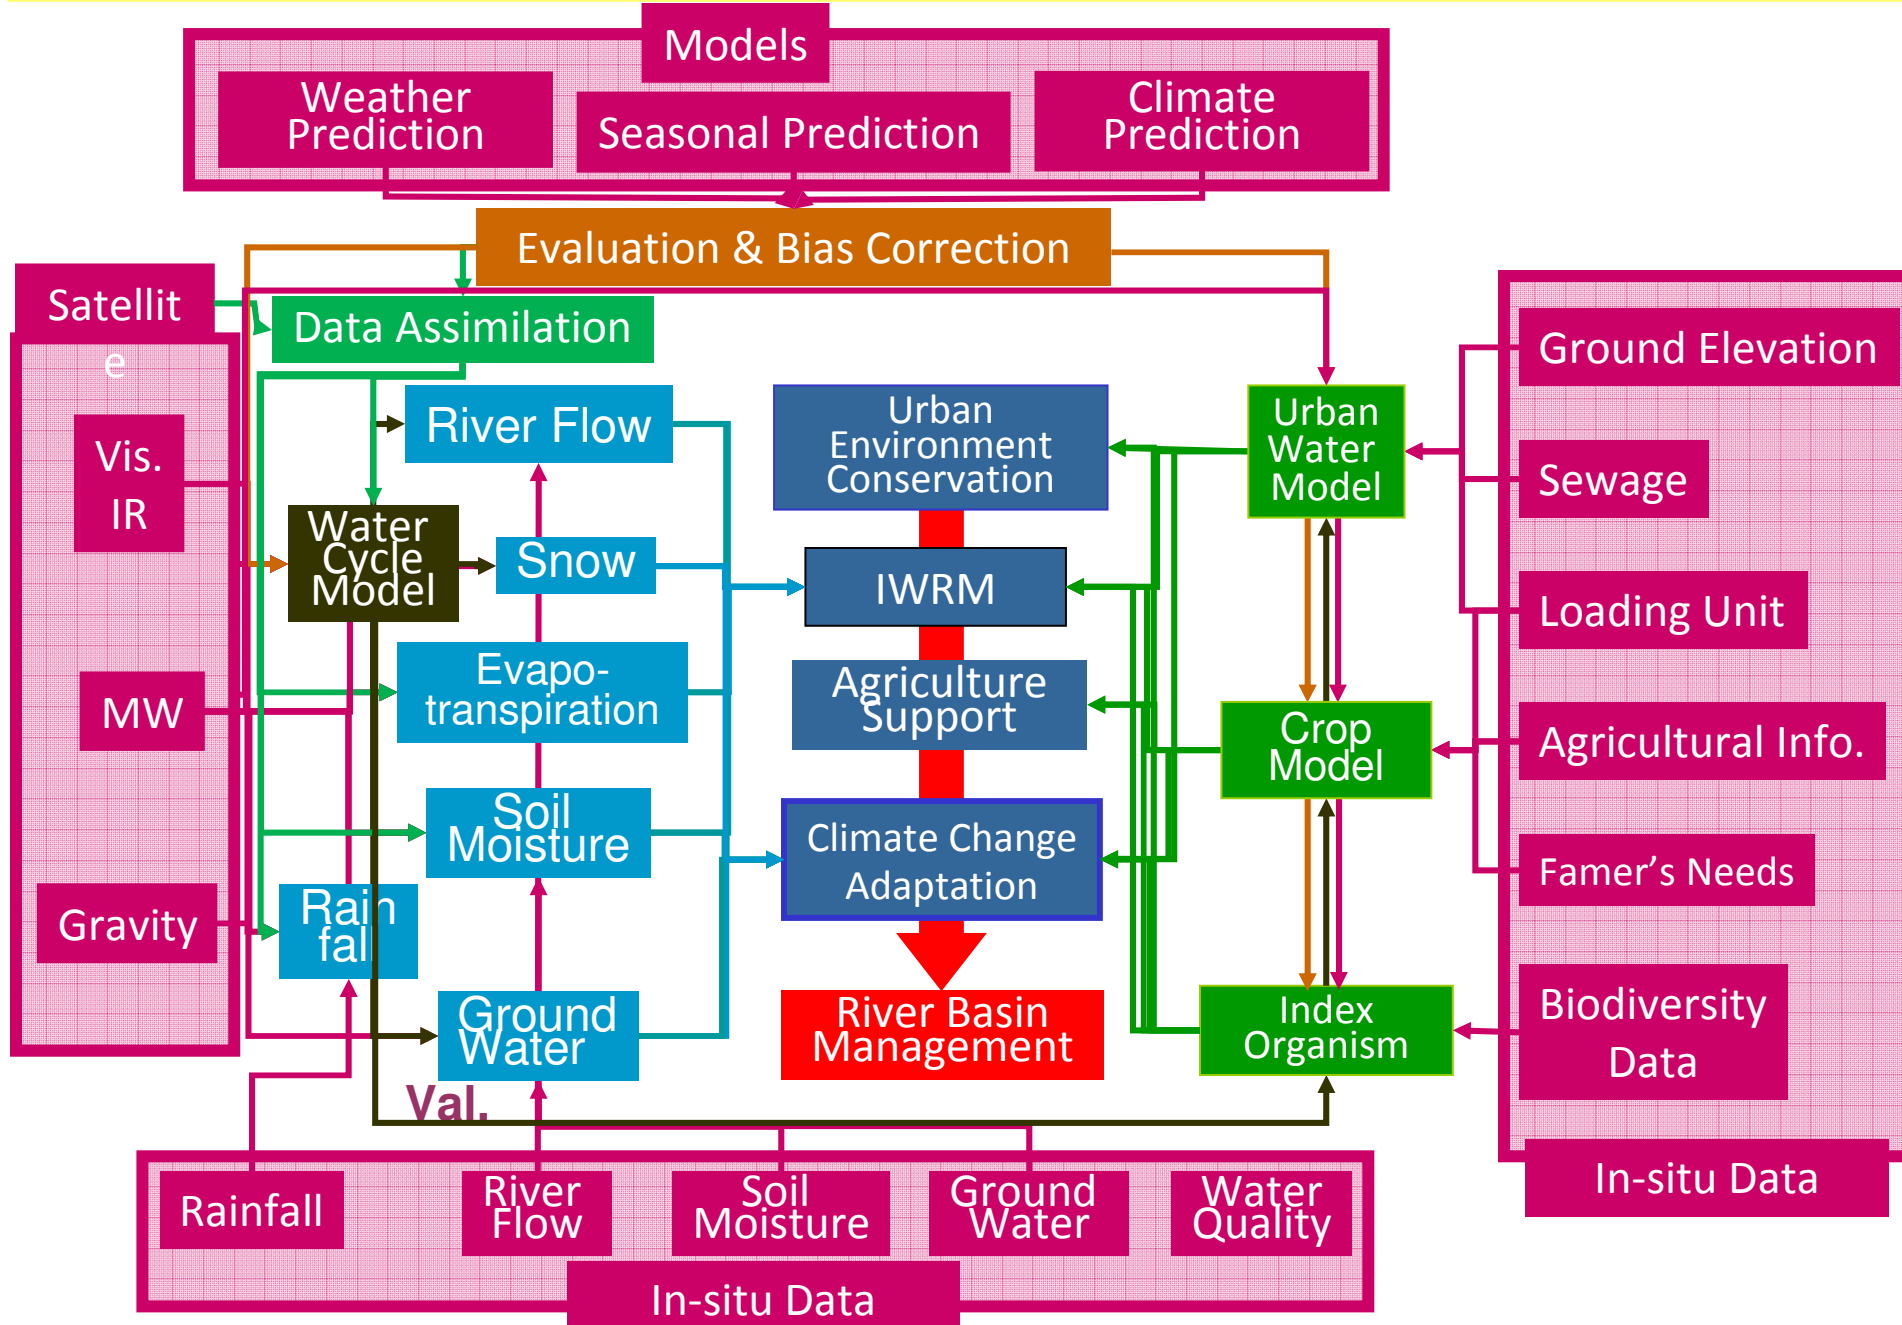 Models
Weather
Prediction
Seasonal Prediction
Climate
Prediction
Evaluation & Bias Correction
Satellit
e
Data Assimilation
Vis.
IR
MW
Gravity
River Flow
Water
Cycle
Model
Snow
Evapo-
transpiration
Soil
Moisture
Rain
fall
Ground
Water
Val.
Urban
Environment
Conservation
IWRM
Agriculture
Support
Climate Change
Adaptation
River Basin
Management
Urban
Water
Model
Crop
Model
Index
Organism
Ground Elevation
Sewage
Loading Unit
Agricultural Info.
Famer’s Needs
Biodiversity
Data
In-situ Data
Rainfall
River
Flow
Soil
Moisture
Ground
Water
Water
Quality
In-situ Data